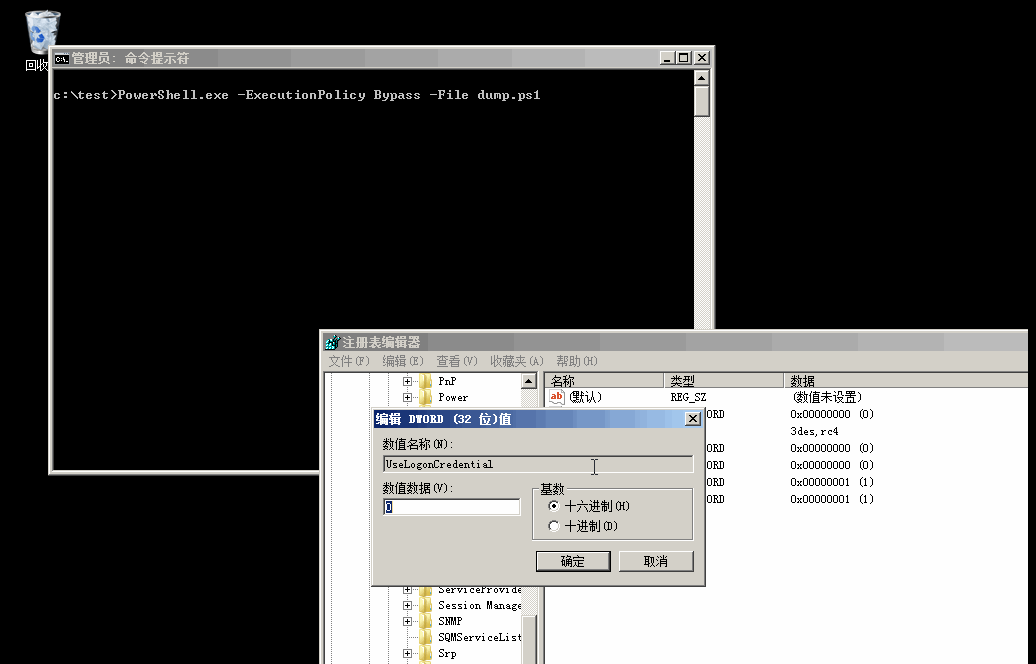 回收
管理员: 命令提示符
c:\test>PowerShell.exe -ExecutionPolicy Bypass -File dump.ps1
注册表编辑器
文件(F) 编辑(E) 查看(V) 收藏夹(A) 帮助(H)
PnP
Power
名称 类型 数据
(默认) REG_SZ (数值未设置)
ORD 0x00000000 (0)
3des,rc4
ORD 0x00000000 (0)
ORD 0x00000000 (0)
ORD 0x00000001 (1)
ORD 0x00000001 (1)
编辑 DWORD (32 位)值
数值名称(N):
UseLogonCredential
数值数据(V):
0
基数
十六进制(H)
十进制(D)
确定 取消
ServiceProvide
Session Manage
SNMP
SQMServiceList
Srp